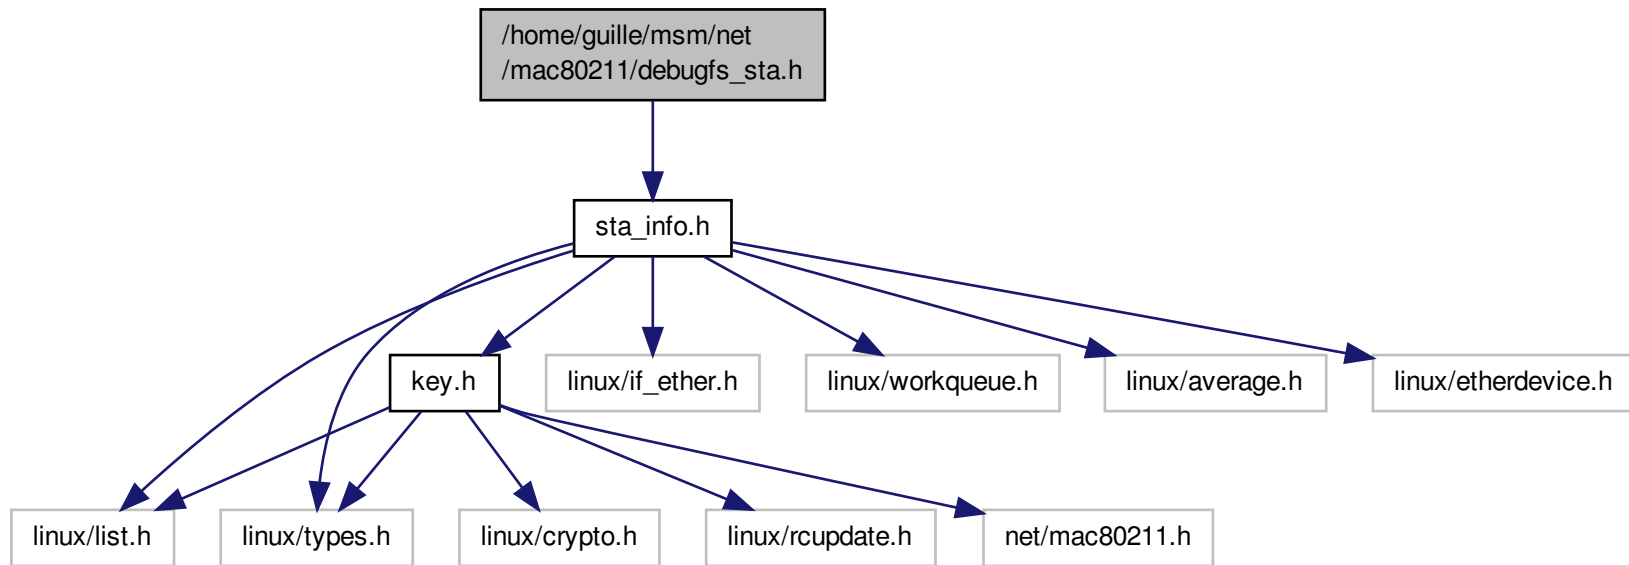 /home/guille/msm/net
/mac80211/debugfs_sta.h
sta_info.h
key.h
linux/if_ether.h
linux/workqueue.h
linux/average.h
linux/etherdevice.h
linux/list.h
linux/types.h
linux/crypto.h
linux/rcupdate.h
net/mac80211.h